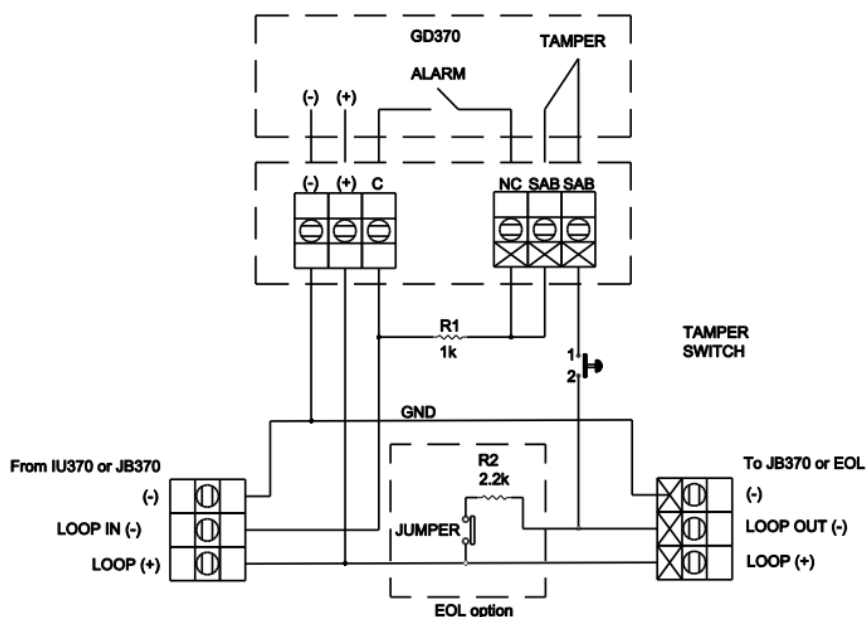 GD370
TAMPER
ALARM
(-) (+)
(-) (+) C
NC SAB SAB
R1
1k
TAMPER
SWITCH
1
2
GND
From IU370 or JB370
(-)
LOOP IN (-)
LOOP (+)
R2
2.2k
JUMPER
EOL option
To JB370 or EOL
(-)
LOOP OUT (-)
LOOP (+)